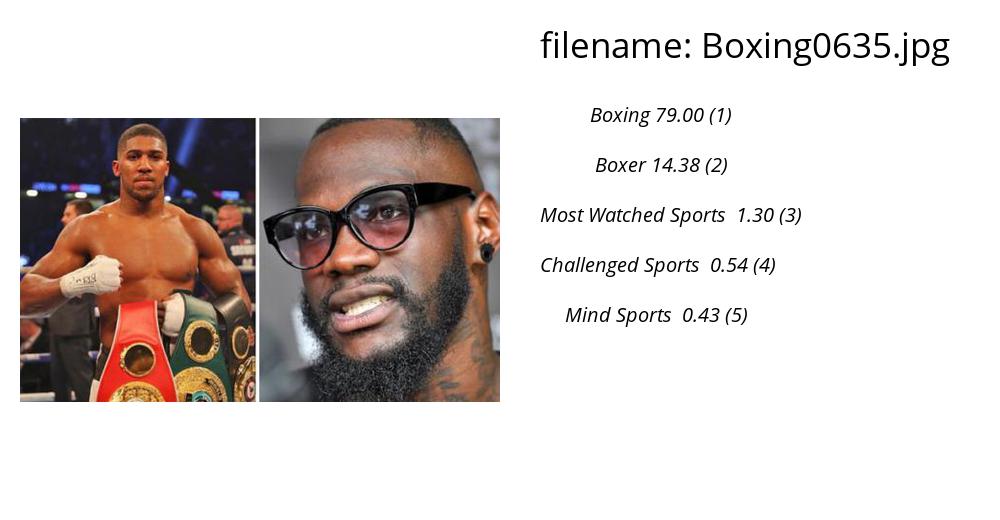 filename: Boxing0635.jpg
Boxing 79.00 (1)
Boxer 14.38 (2)
Most Watched Sports 1.30 (3)
Challenged Sports 0.54 (4)
Mind Sports 0.43 (5)